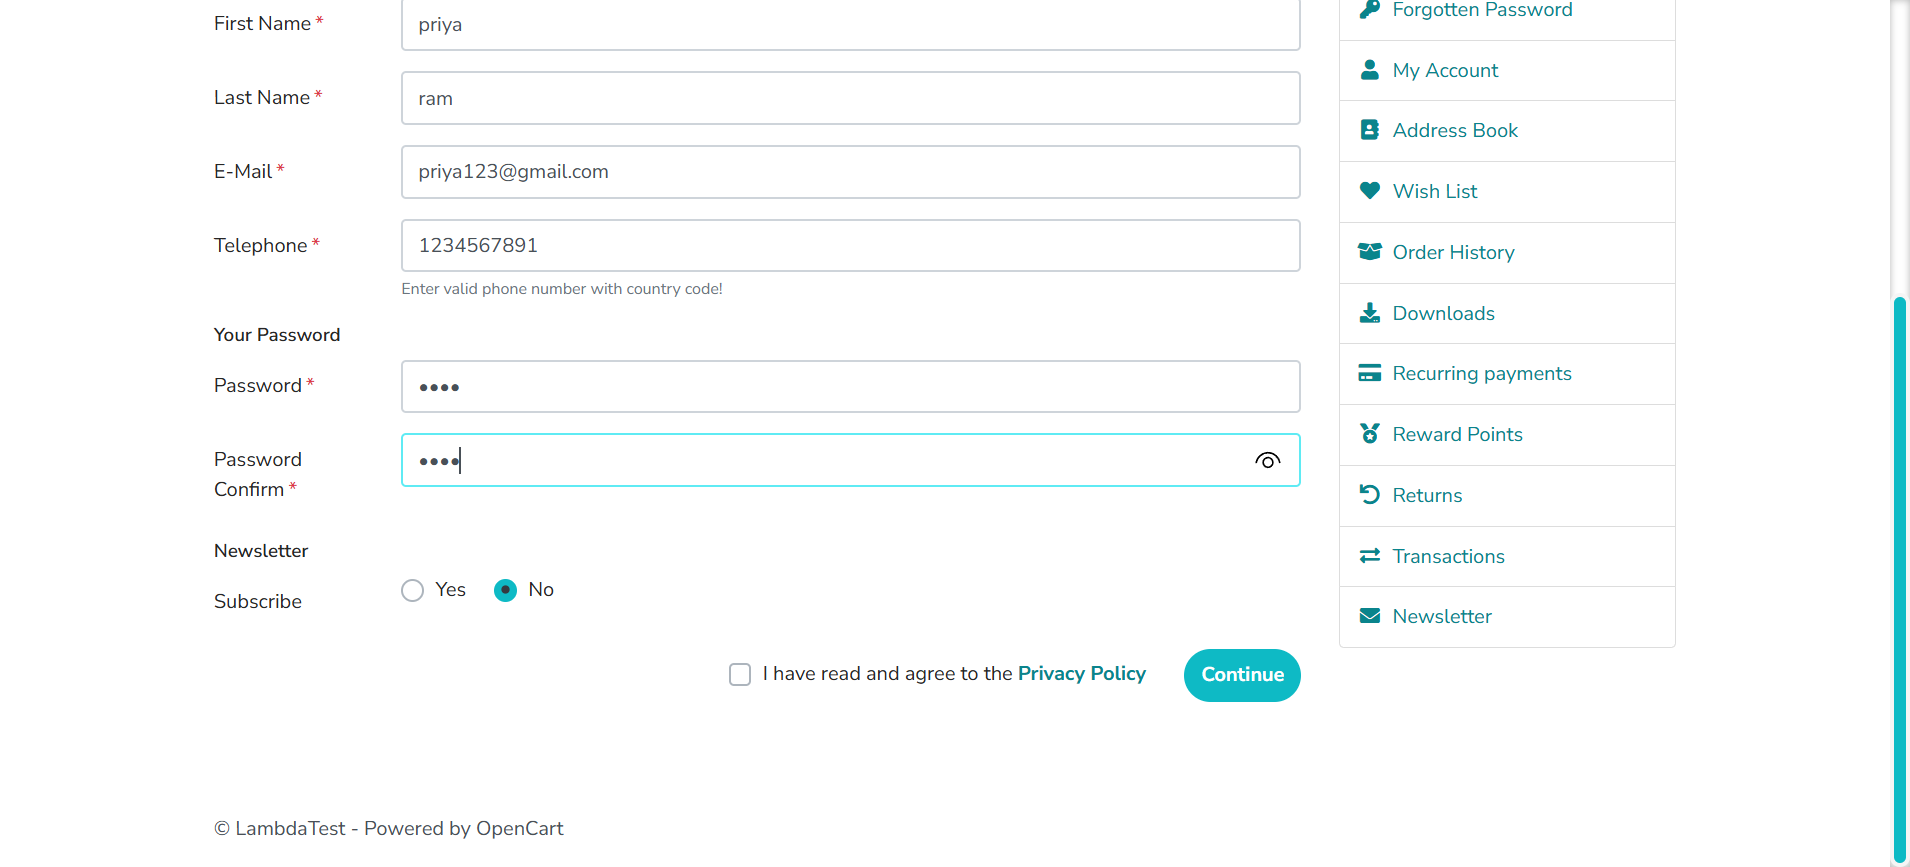 First Name *
priya
Last Name *
ram
E-Mail *
priya123@gmail.com
Telephone *
1234567891
Enter valid phone number with country code!
Your Password
Password *
••••
Password
Confirm *
••••
Newsletter
Subscribe
Yes
No
I have read and agree to the Privacy Policy
Continue
Forgotten Password
My Account
Address Book
Wish List
Order History
Downloads
Recurring payments
Reward Points
Returns
Transactions
Newsletter
© LambdaTest - Powered by OpenCart